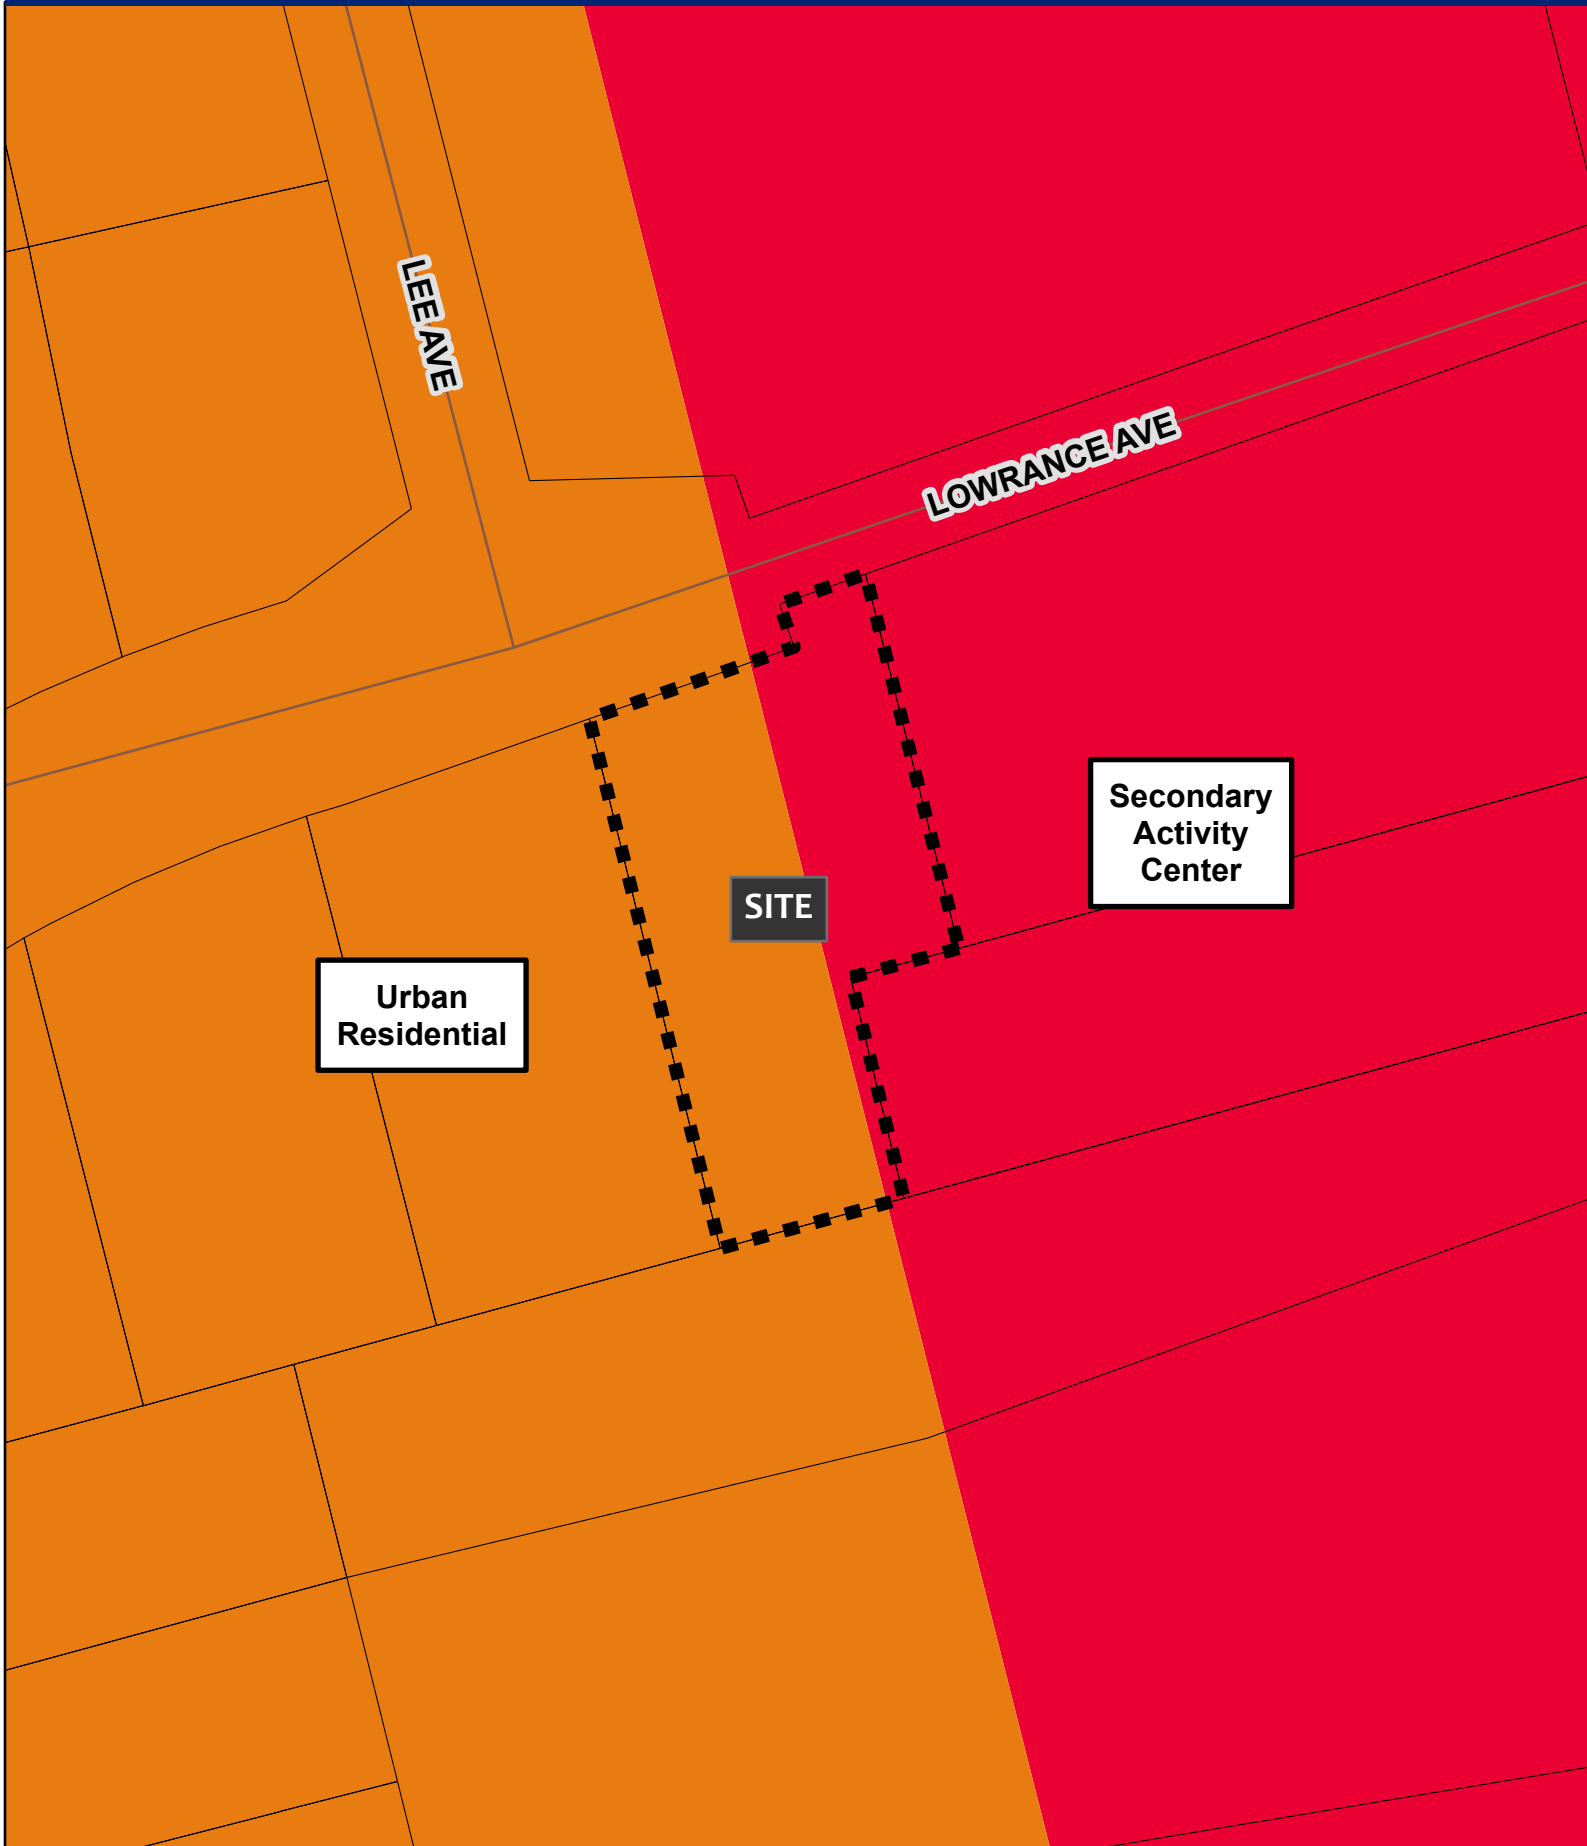 LEE AVE
LOWRANCE AVE
Secondary
Activity
Center
SITE
Urban
Residential